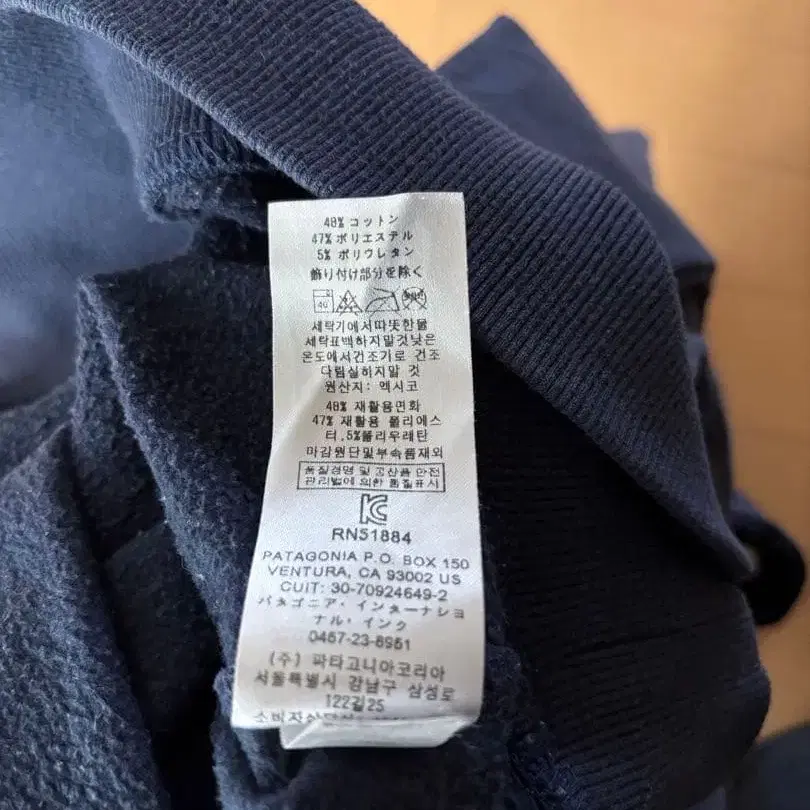 48% コットン
47% ポリエステル
5% ポリウレタン
飾り付け部分を除く
40
세탁기에서따뜻한물
세탁표백하지말것낮은
온도에서건조기로 건조
다림질하지말 것
원산지: 멕시코
48% 재활용면화
47% 재활용 폴리에스
터,5%폴리우레탄
마감원단및부속품제외
품질경영 및 공산품 안전
관리법에 의한 품질표시
KC
RN51884
PATAGONIA P.O. BOX 150
VENTURA, CA 93002 US
CUIT: 30-70924649-2
パタゴニア・インターナショ
ナル・インク
0467-23-8961
(주) 파타고니아코리아
서울특별시 강남구 삼성로
122길25